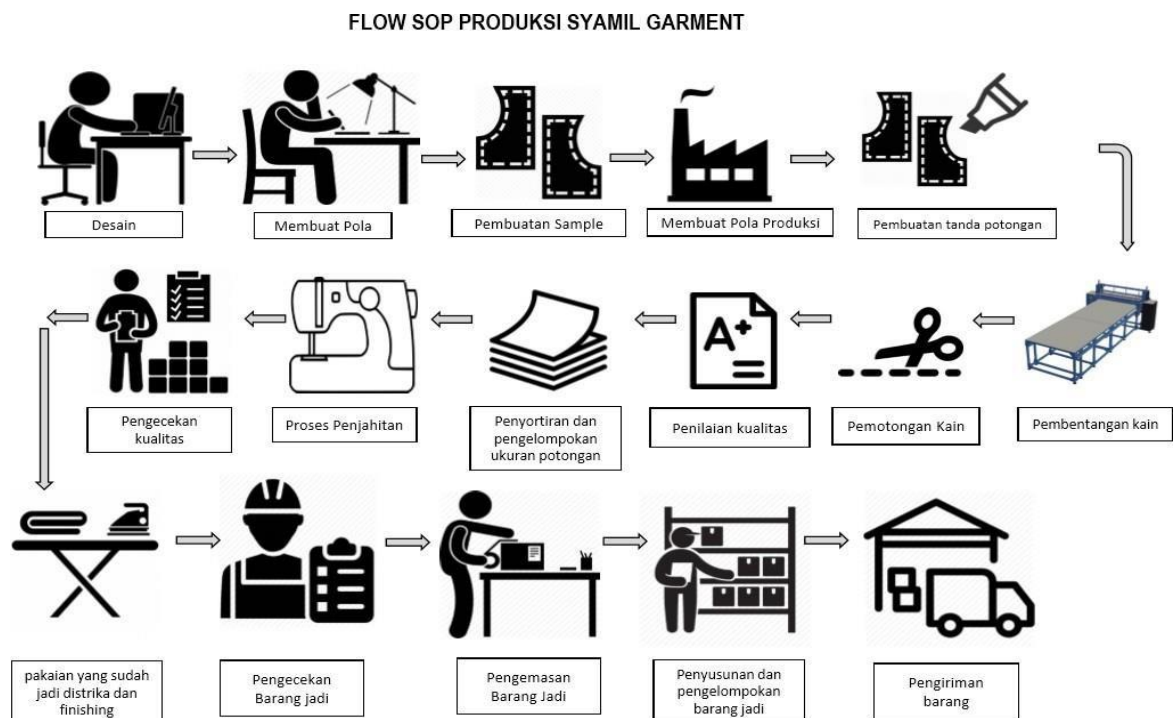 FLOW SOP PRODUKSI SYAMIL GARMENT
Desain
Membuat Pola
Pembuatan Sample
Membuat Pola Produksi
Pembuatan tanda potongan
Pembentangan kain
Pemotongan Kain
A+
Penilaian kualitas
Penyortiran dan
pengelompokan
ukuran potongan
Proses Penjahitan
Pengecekan
kualitas
pakaian yang sudah
jadi distrika dan
finishing
Pengecekan
Barang jadi
Pengemasan
Barang Jadi
Penyusunan dan
pengelompokan
barang jadi
Pengiriman
barang